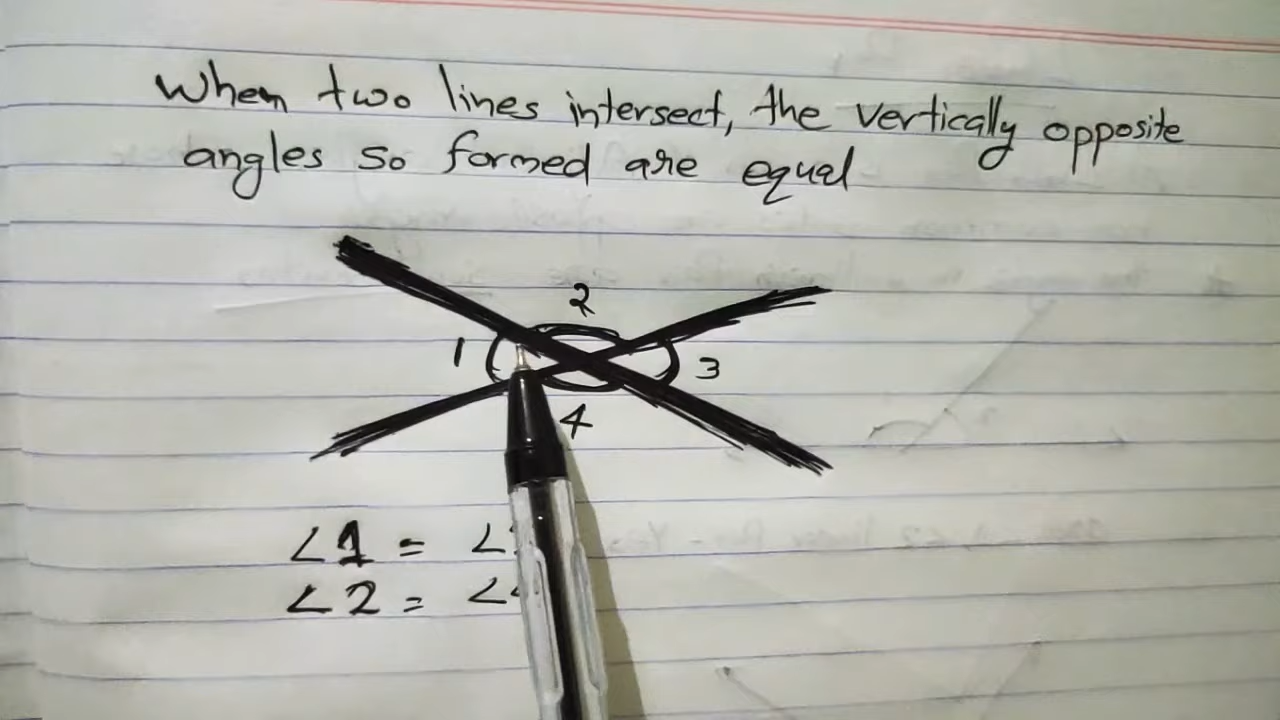 When two lines intersect, the vertically opposite
angles so formed are equal
2
1
3
4
∠1 = ∠
∠2 = ∠